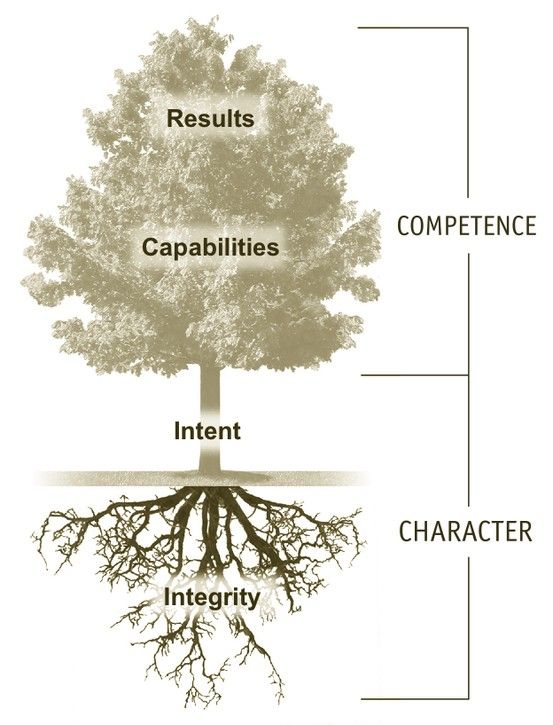 Results
Capabilities
COMPETENCE
Intent
CHARACTER
Integrity